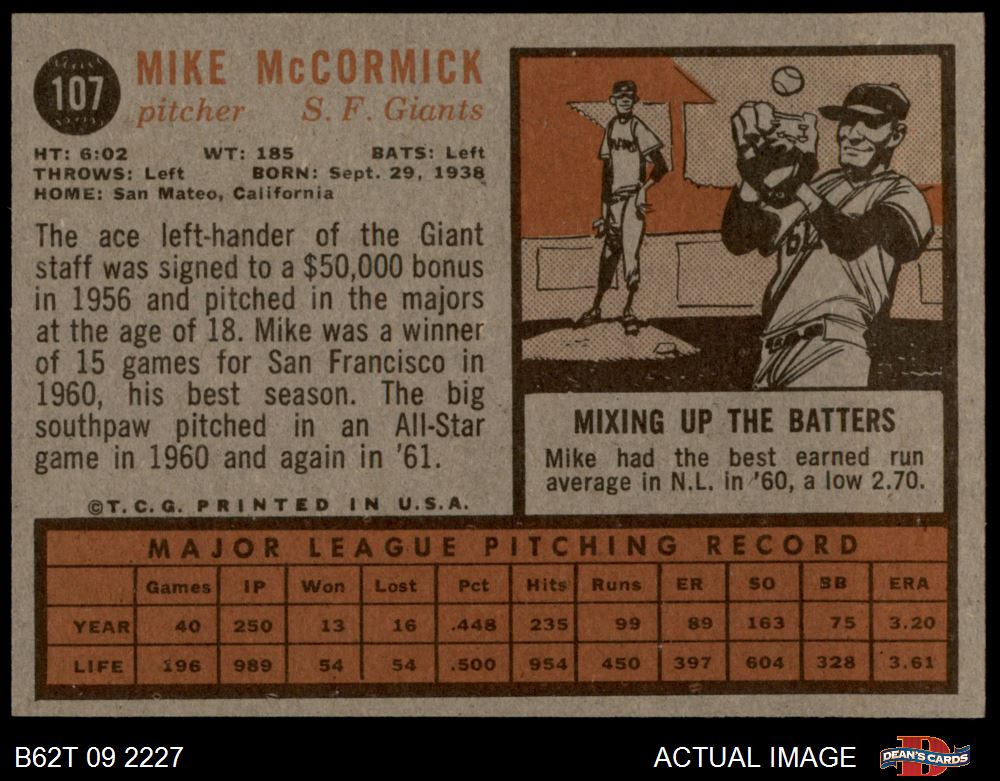 107
MIKE McCORMICK
pitcher S. F. Giants
HT: 6:02 WT: 185 BATS: Left
THROWS: Left BORN: Sept. 29, 1938
HOME: San Mateo, California
The ace left-hander of the Giant
staff was signed to a $50,000 bonus
in 1956 and pitched in the majors
at the age of 18. Mike was a winner
of 15 games for San Francisco in
1960, his best season. The big
southpaw pitched in an All-Star
game in 1960 and again in '61.
©T. C. G. PRINTED IN U.S.A.
MIXING UP THE BATTERS
Mike had the best earned run
average in N.L. in '60, a low 2.70.
MAJOR LEAGUE PITCHING RECORD
Games IP Won Lost Pct Hits Runs ER SO BB ERA
YEAR 40 250 13 16 .448 235 99 89 163 75 3.20
LIFE 196 989 54 54 .500 954 450 397 604 328 3.61
B62T 09 2227 ACTUAL IMAGE DEAN'S CARDS